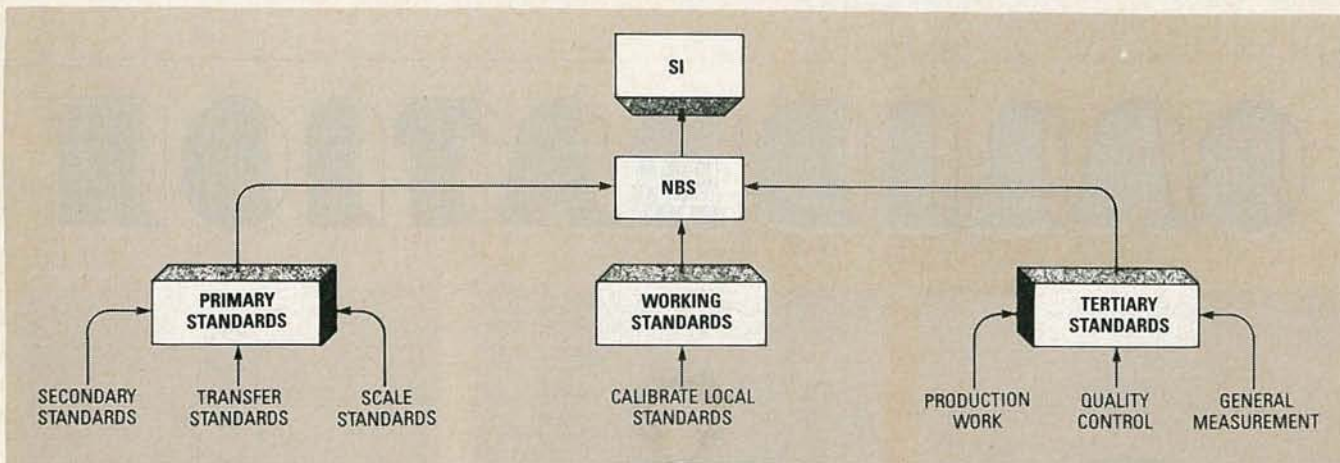 SI
NBS
PRIMARY
STANDARDS
WORKING
STANDARDS
TERTIARY
STANDARDS
SECONDARY
STANDARDS
TRANSFER
STANDARDS
SCALE
STANDARDS
CALIBRATE LOCAL
STANDARDS
PRODUCTION
WORK
QUALITY
CONTROL
GENERAL
MEASUREMENT